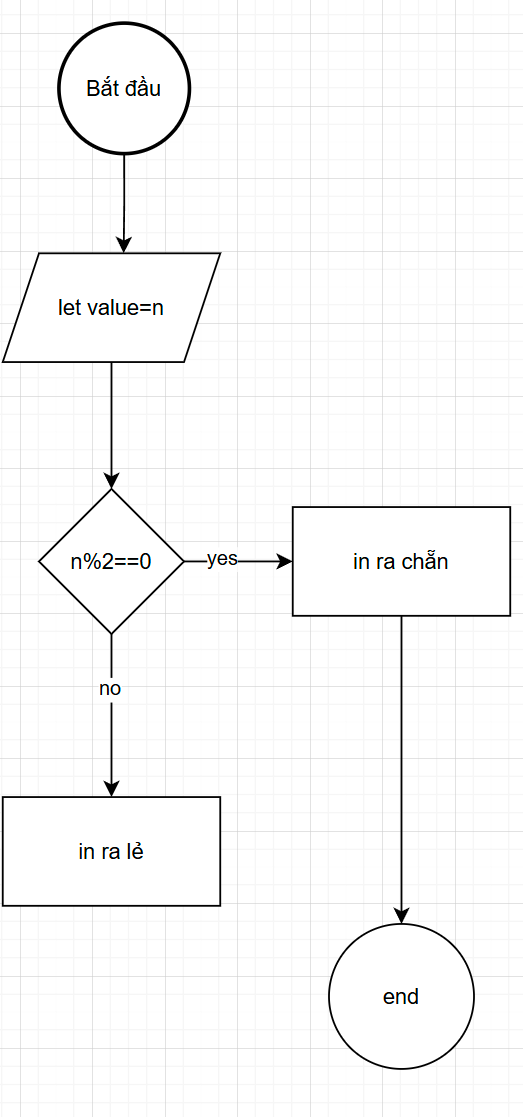 Bắt đầu
let value=n
n%2==0
yes
in ra chẵn
no
in ra lẻ
end